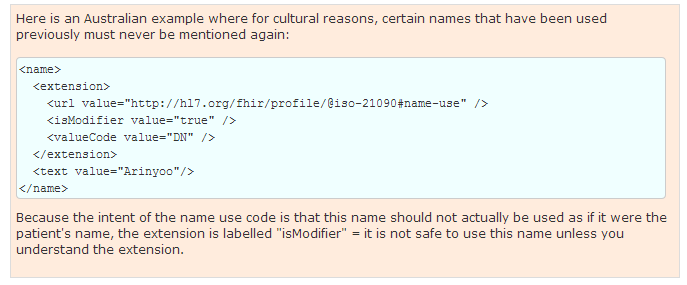 Here is an Australian example where for cultural reasons, certain names that have been used
previously must never be mentioned again:
<name>
  <extension>
    <url value="http://hl7.org/fhir/profile/@iso-21090#name-use" />
    <isModifier value="true" />
    <valueCode value="DN" />
  </extension>
  <text value="Arinyoo"/>
</name>
Because the intent of the name use code is that this name should not actually be used as if it were the
patient's name, the extension is labelled "isModifier" = it is not safe to use this name unless you
understand the extension.